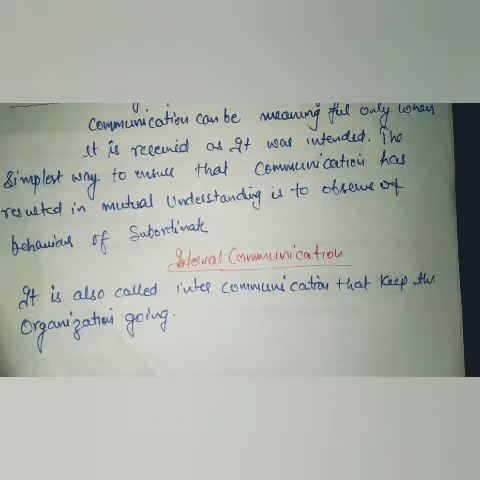 Communication can be meaningful only when
it is received as It was intended. The
Simplest way to ensure that Communication has
resulted in mutual Understanding is to observe of
behaviour of Subordinate
Internal Communication
It is also called inter communication that keep the
Organization going.